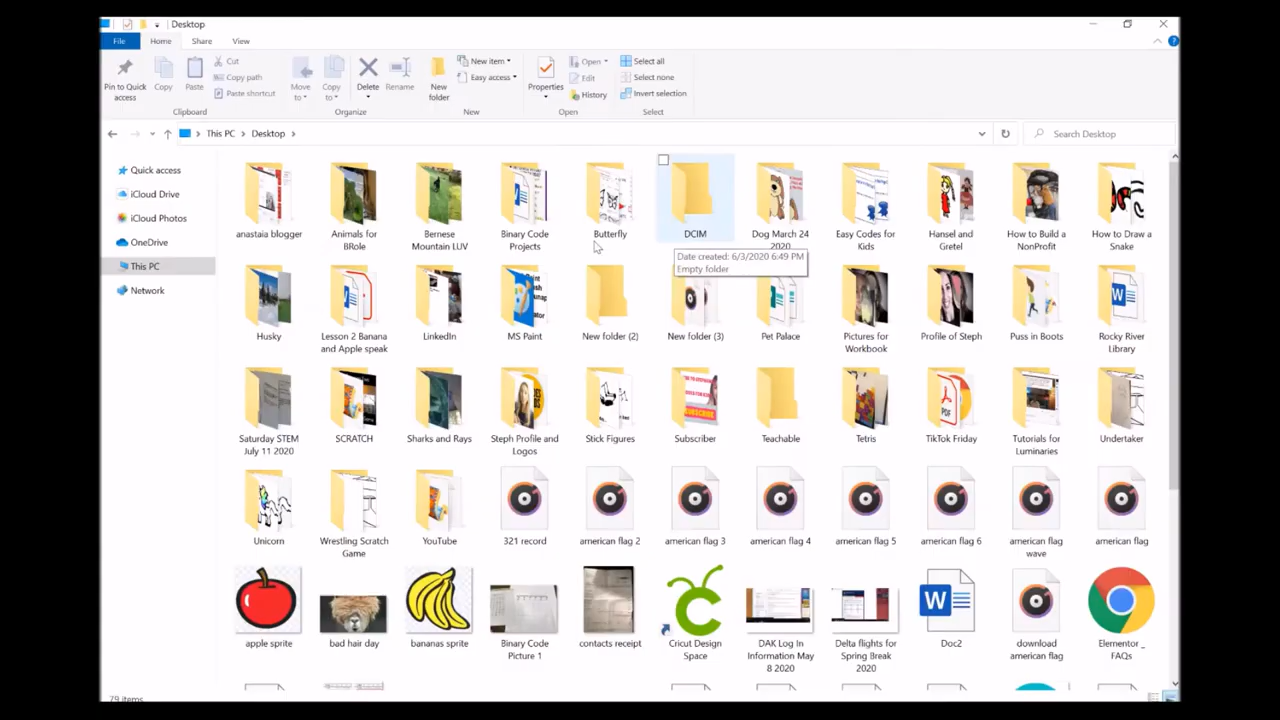 Desktop
File Home Share View
Pin to Quick access
Copy
Paste
Cut
Copy path
Paste shortcut
Move to
Copy to
Delete
Rename
New folder
New item
Easy access
Properties
Open
Edit
History
Select all
Select none
Invert selection
Clipboard Organize New Open Select
This PC Desktop
Search Desktop
Quick access
iCloud Drive
iCloud Photos
OneDrive
This PC
Network
anastaia blogger
Animals for BRole
Bernese Mountain LUV
Binary Code Projects
Butterfly
DCIM
Dog March 24 2020
Easy Codes for Kids
Hansel and Gretel
How to Build a NonProfit
How to Draw a Snake
Date created: 6/3/2020 6:49 PM
Empty folder
Husky
Lesson 2 Banana and Apple speak
LinkedIn
MS Paint
New folder (2)
New folder (3)
Pet Palace
Pictures for Workbook
Profile of Steph
Puss in Boots
Rocky River Library
Saturday STEM July 11 2020
SCRATCH
Sharks and Rays
Steph Profile and Logos
Stick Figures
Subscriber
Teachable
Tetris
TikTok Friday
Tutorials for Luminaries
Undertaker
Unicorn
Wrestling Scratch Game
YouTube
321 record
american flag 2
american flag 3
american flag 4
american flag 5
american flag 6
american flag wave
american flag
apple sprite
bad hair day
bananas sprite
Binary Code Picture 1
contacts receipt
Cricut Design Space
DAK Log In Information May 8 2020
Delta flights for Spring Break 2020
Doc2
download american flag
Elementor _ FAQs
79 items